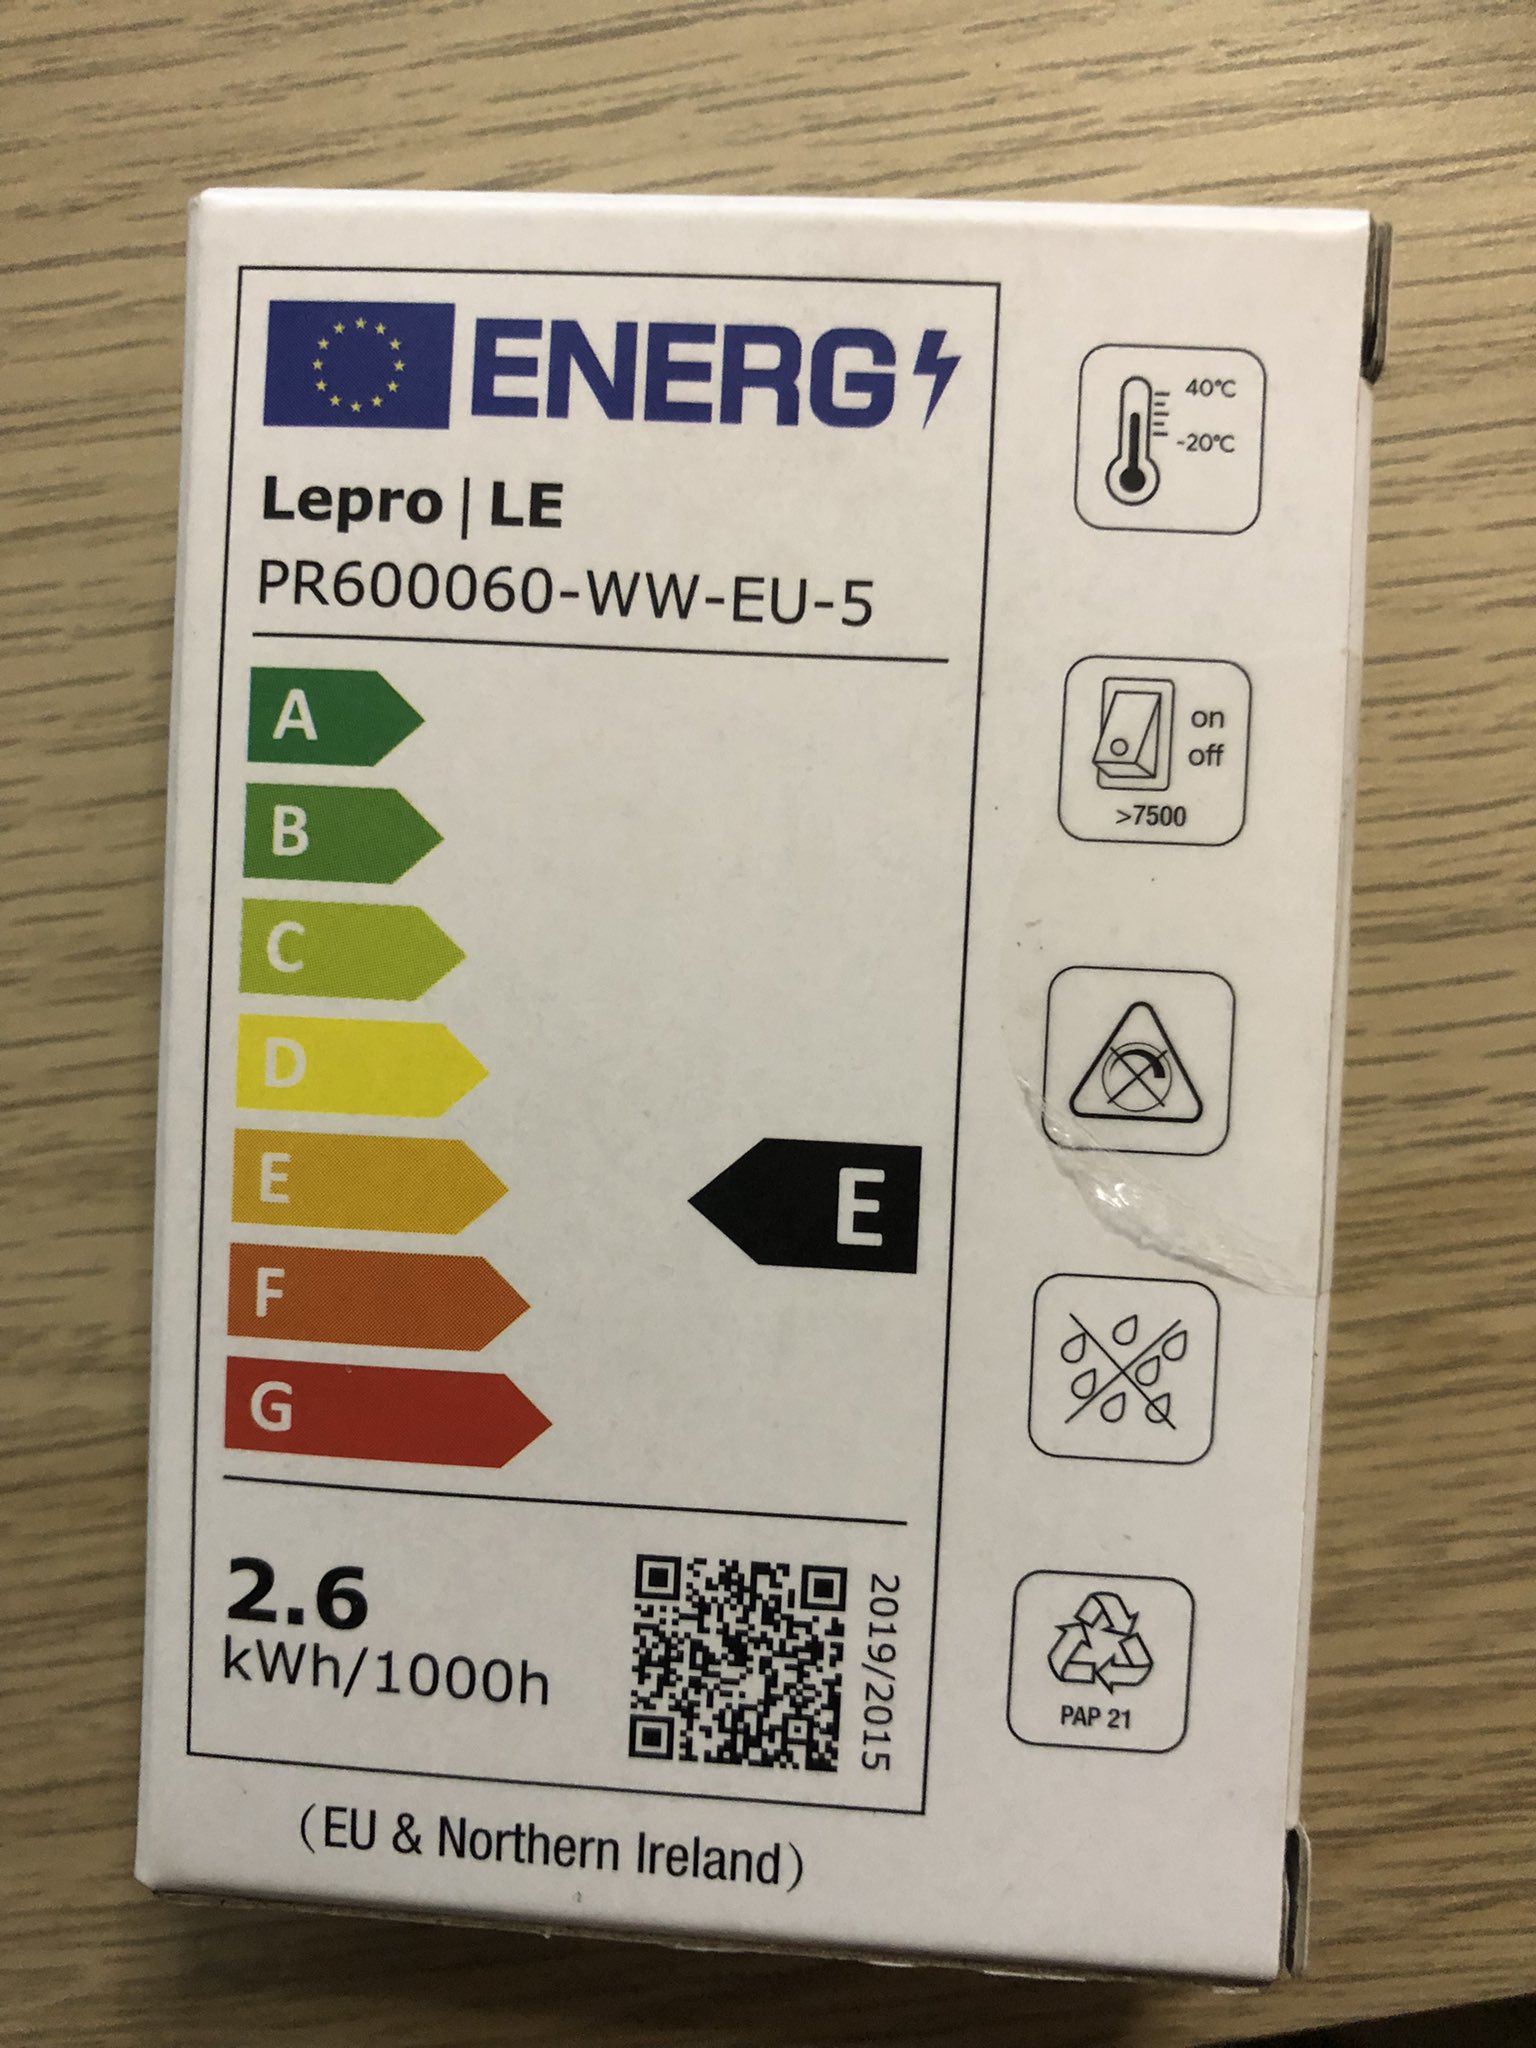 ENERG
Lepro | LE
PR600060-WW-EU-5
A
B
C
D
E
E
F
G
2.6
kWh/1000h
2019/2015
(EU & Northern Ireland)
40℃
-20℃
on
off
>7500
PAP 21